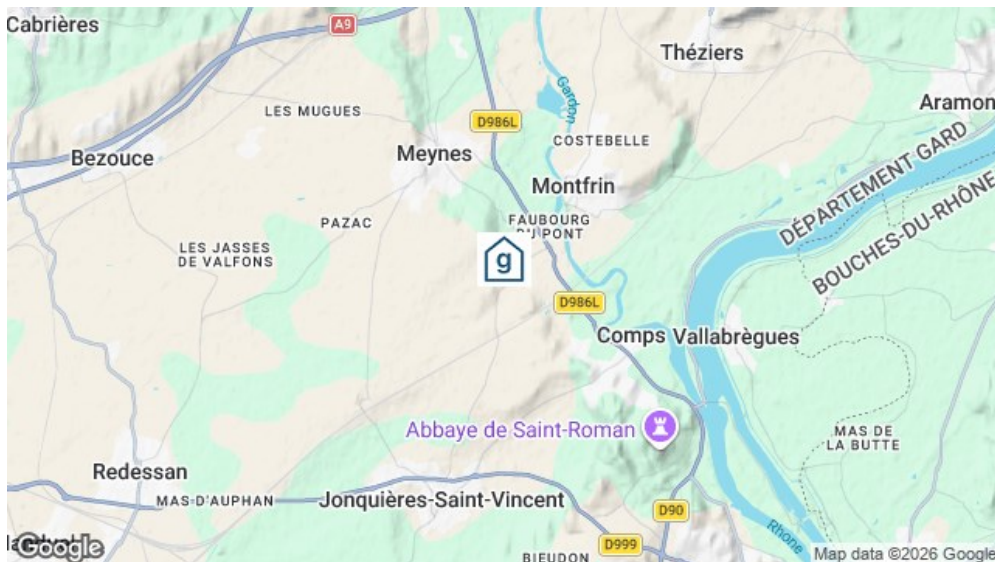 Cabrières
A9
Théziers
Gardon
LES MUGUES
D986L
Aramon
COSTEBELLE
Bezouce
Meynes
Montfrin
DÉPARTEMENT GARD
BOUCHES-DU-RHÔNE
PAZAC
FAUBOURG
DU PONT
LES JASSES
DE VALFONS
g
D986L
Comps
Vallabrègues
Abbaye de Saint-Roman
MAS DE
LA BUTTE
Redessan
MAS D'AUPHAN
Jonquières-Saint-Vincent
D90
Rhone
D999
BIEUDON
Google
Map data ©2026 Google